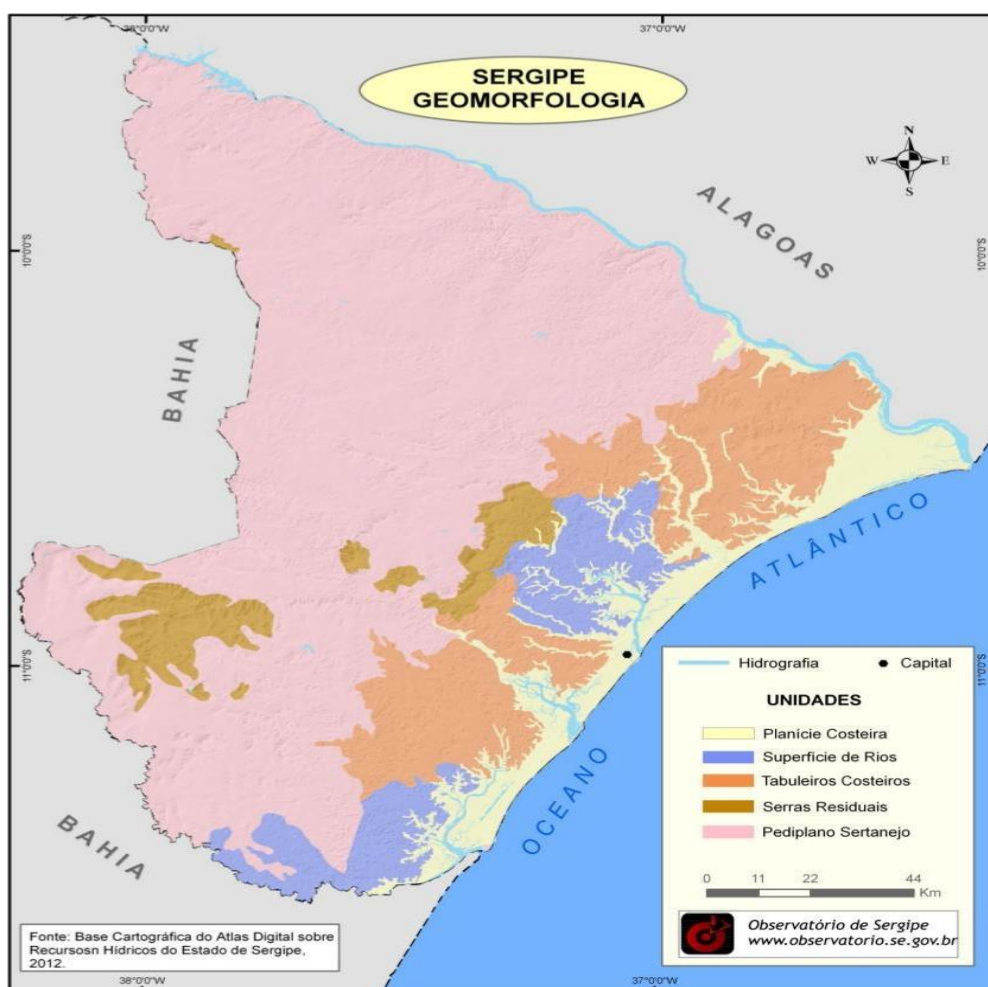 38°0'0"W
37°0'0"W
SERGIPE
GEOMORFOLOGIA
N
W
E
S
ALAGOAS
10°0'0"S
10°0'0"S
BAHIA
ATLÂNTICO
OCEANO
11°0'0"S
11°0'0"S
BAHIA
Hidrografia
Capital
UNIDADES
Planície Costeira
Superfície de Rios
Tabuleiros Costeiros
Serras Residuais
Pediplano Sertanejo
0 11 22 44
Km
Observatório de Sergipe
www.observatorio.se.gov.br
Fonte: Base Cartográfica do Atlas Digital sobre
Recursosn Hídricos do Estado de Sergipe,
2012.
38°0'0"W
37°0'0"W